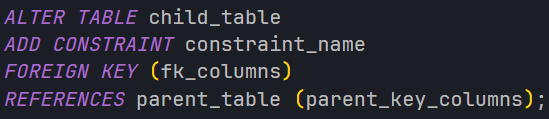 ALTER TABLE child_table
ADD CONSTRAINT constraint_name
FOREIGN KEY (fk_columns)
REFERENCES parent_table (parent_key_columns);